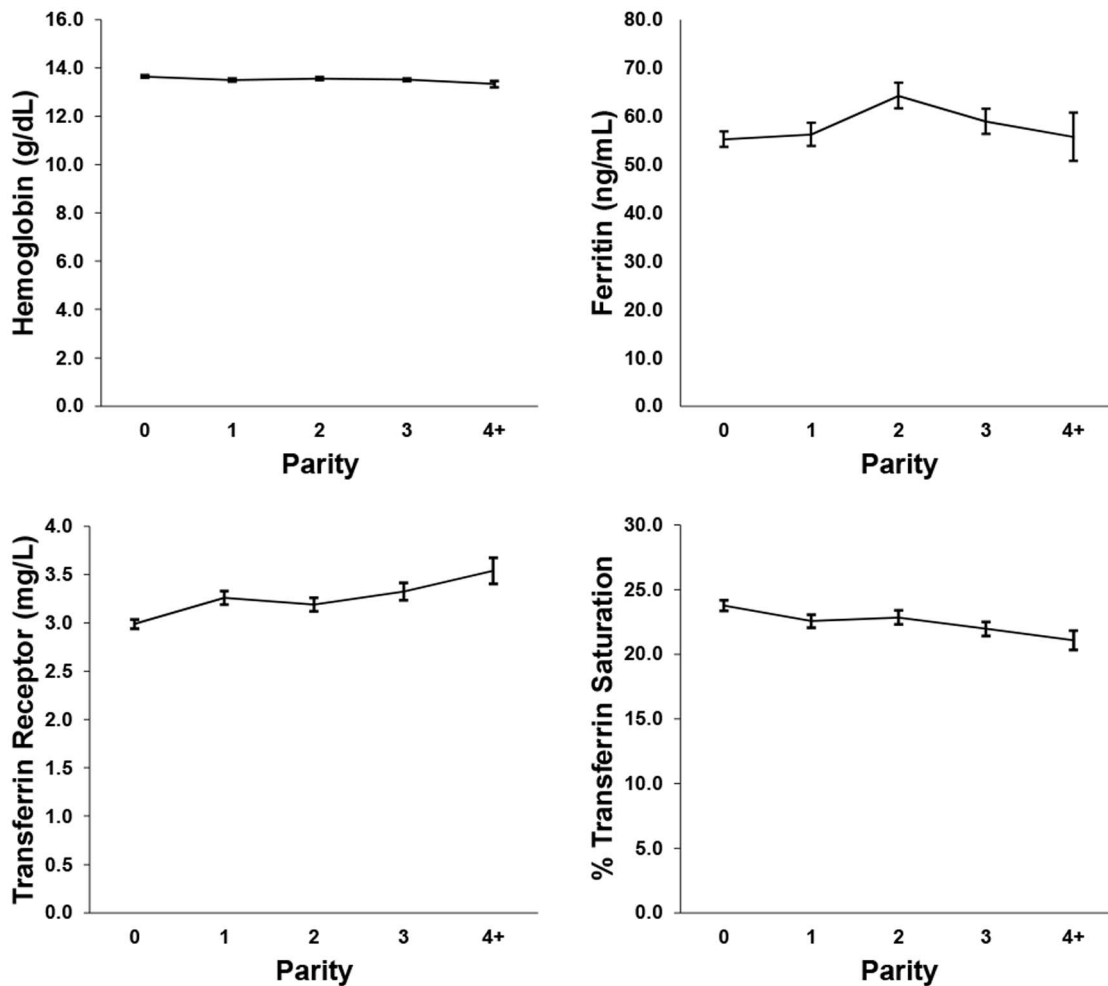 Hemoglobin (g/dL)
16.0
14.0
12.0
10.0
8.0
6.0
4.0
2.0
0.0
0 1 2 3 4+
Parity
Ferritin (ng/mL)
80.0
70.0
60.0
50.0
40.0
30.0
20.0
10.0
0.0
0 1 2 3 4+
Parity
Transferrin Receptor (mg/L)
4.0
3.5
3.0
2.5
2.0
1.5
1.0
0.5
0.0
0 1 2 3 4+
Parity
% Transferrin Saturation
30.0
25.0
20.0
15.0
10.0
5.0
0.0
0 1 2 3 4+
Parity